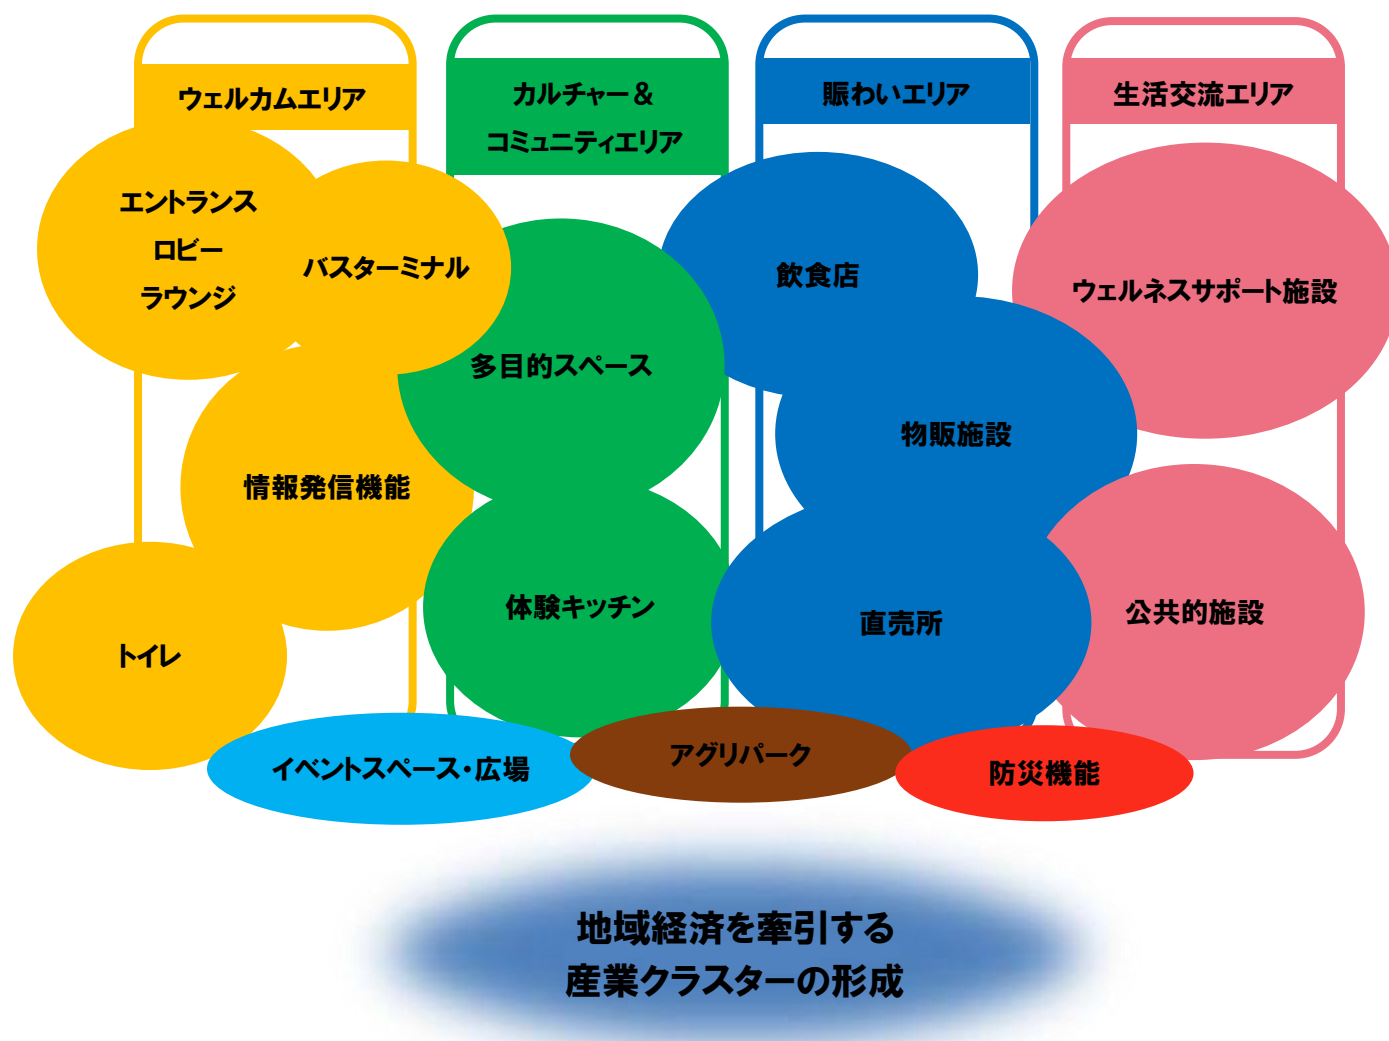 ウェルカムエリア
カルチャー＆
コミュニティエリア
賑わいエリア
生活交流エリア
エントランス
ロビー
ラウンジ
バスターミナル
情報発信機能
トイレ
多目的スペース
体験キッチン
飲食店
物販施設
直売所
ウェルネスサポート施設
公共的施設
イベントスペース・広場
アグリパーク
防災機能
地域経済を牽引する
産業クラスターの形成